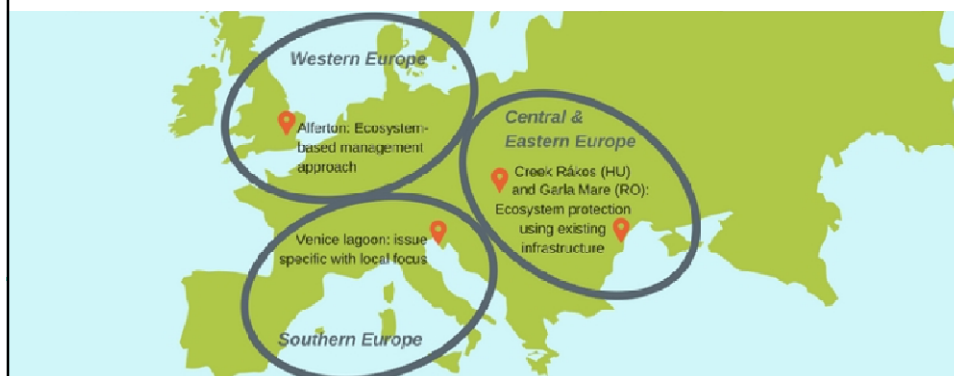 Western Europe
Alferton: Ecosystem-
based management
approach
Central &
Eastern Europe
Creek Rákos (HU)
and Garla Mare (RO):
Ecosystem protection
using existing
infrastructure
Venice lagoon: issue
specific with local focus
Southern Europe